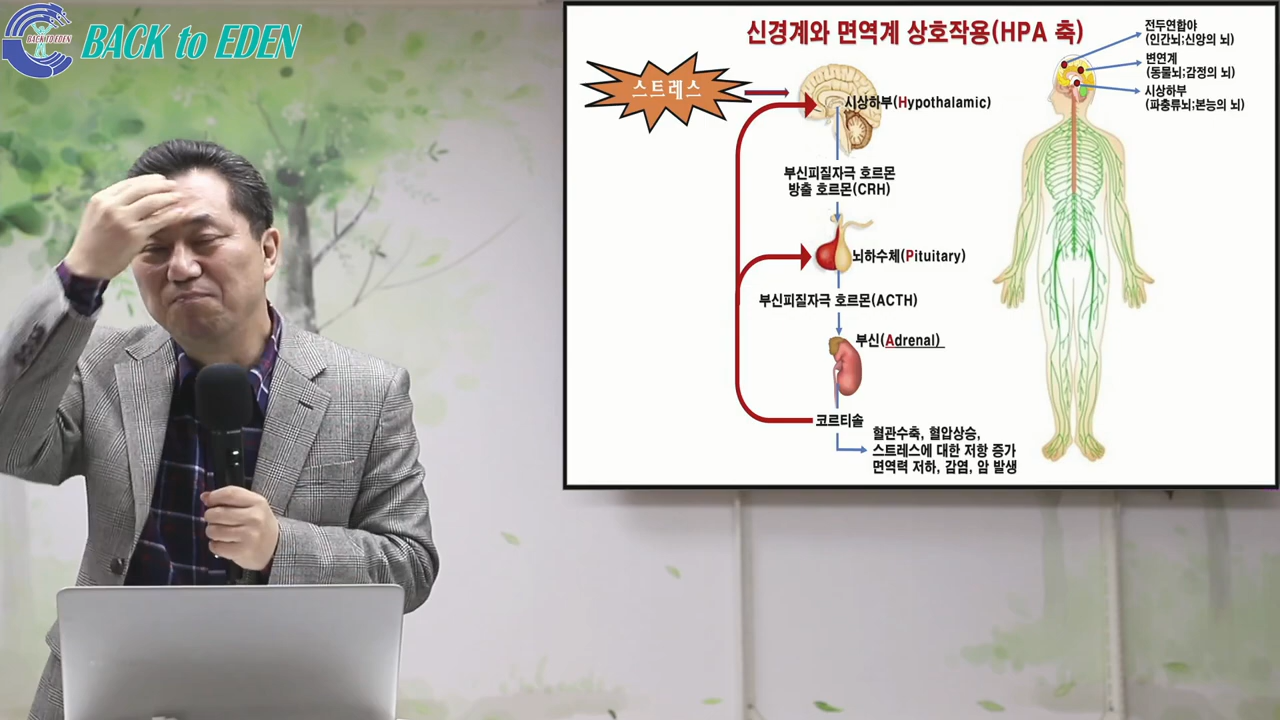 BACK TO EDEN
BACK to EDEN
신경계와 면역계 상호작용(HPA 축)
스트레스
시상하부(Hypothalamic)
부신피질자극 호르몬
방출 호르몬(CRH)
뇌하수체(Pituitary)
부신피질자극 호르몬(ACTH)
부신(Adrenal)
코르티솔
혈관수축, 혈압상승,
스트레스에 대한 저항 증가
면역력 저하, 감염, 암 발생
전두연합야
(인간뇌;신앙의 뇌)
변연계
(동물뇌;감정의 뇌)
시상하부
(파충류뇌;본능의 뇌)